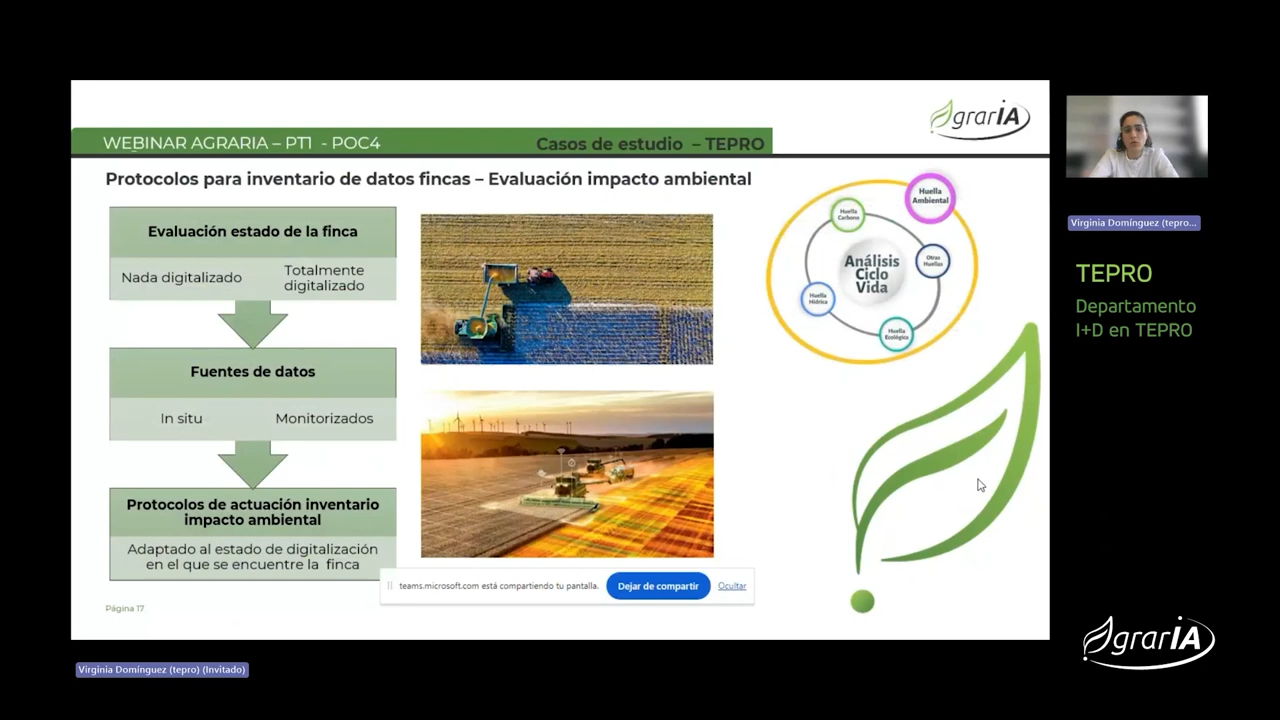 AgrarIA
WEBINAR AGRARIA – PT1 - POC4
Casos de estudio – TEPRO
Protocolos para inventario de datos fincas – Evaluación impacto ambiental
Evaluación estado de la finca
Nada digitalizado
Totalmente
digitalizado
Fuentes de datos
In situ
Monitorizados
Protocolos de actuación inventario
impacto ambiental
Adaptado al estado de digitalización
en el que se encuentre la finca
Huella
Ambiental
Huella
Carbono
Análisis
Ciclo
Vida
Otras
Huellas
Huella
Hídrica
Huella
Ecológica
teams.microsoft.com está compartiendo tu pantalla.
Dejar de compartir
Ocultar
Página 17
Virginia Domínguez (tepro) (Invitado)
Virginia Domínguez (tepro...
TEPRO
Departamento
I+D en TEPRO
AgrarIA